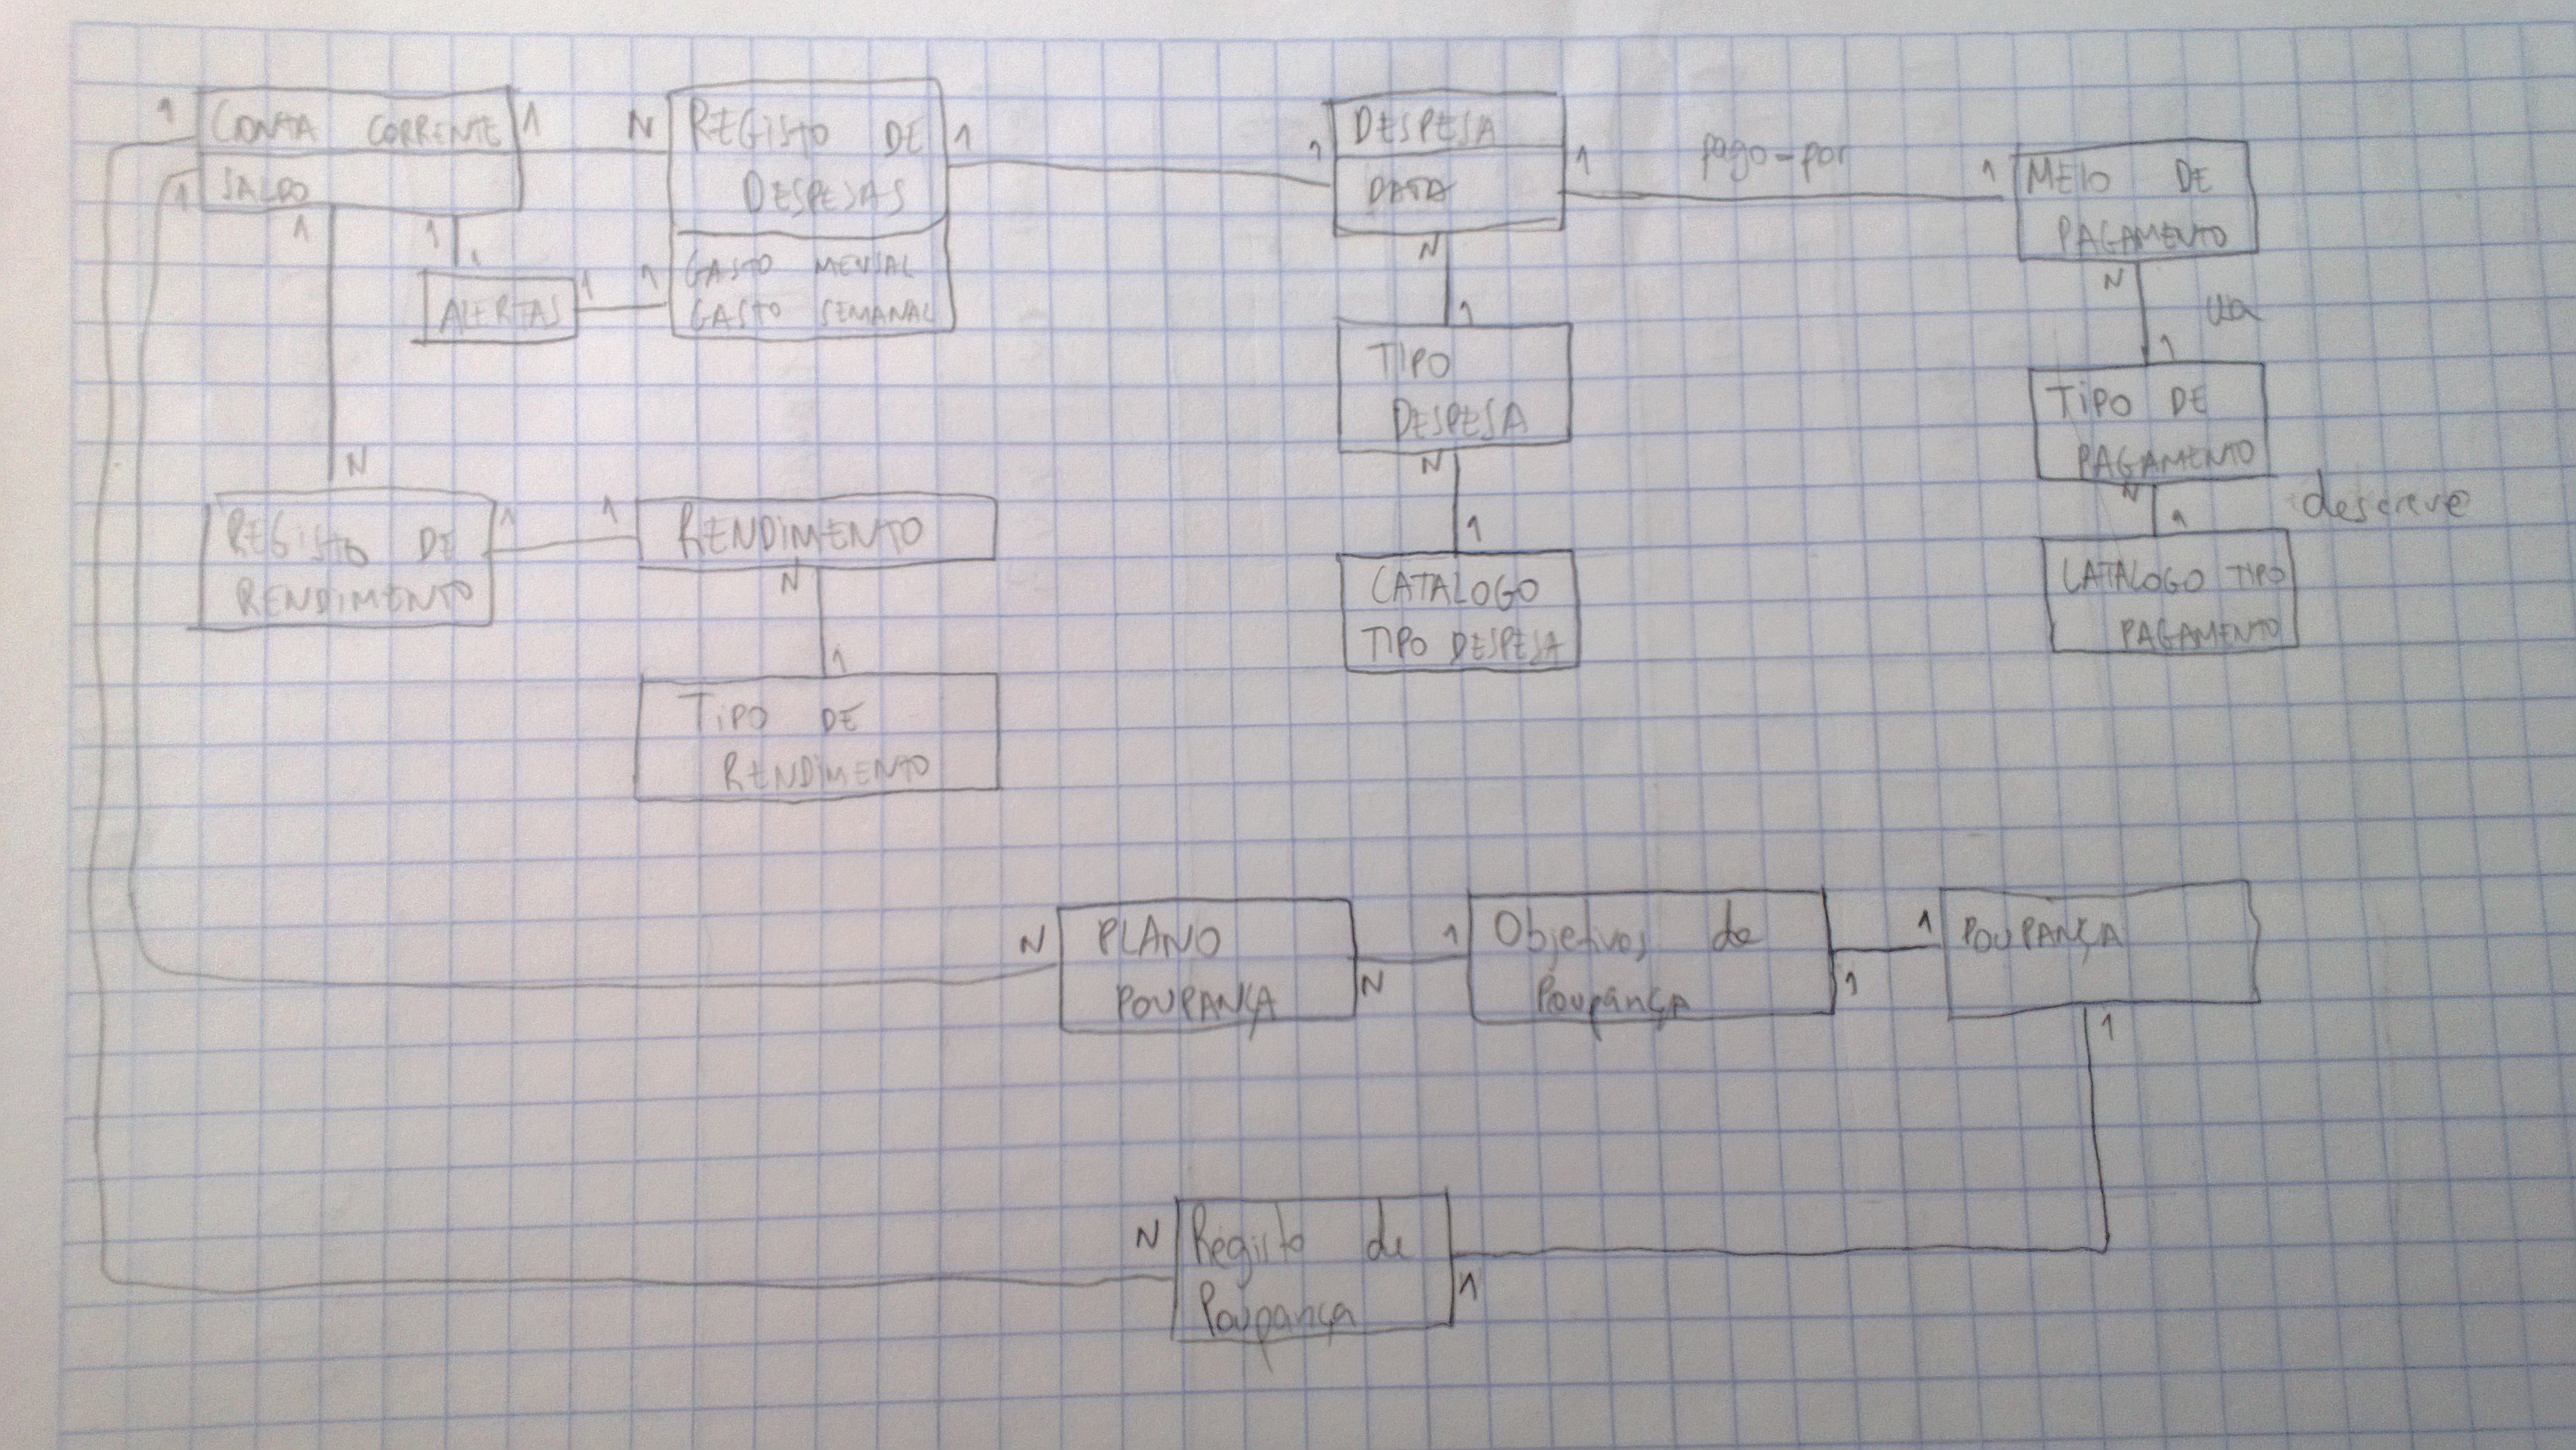 1 CONTA CORRENTE 1
1 SALDO
1
1
1
ALERTAS
1
N REGISTO DE 1
DESPESAS
1 GASTO MENSAL
GASTO SEMANAL
1 DESPESA 1
DATA
N
pago-por
1 MEIO DE
PAGAMENTO
N
1
TIPO
DESPESA
N
1
CATALOGO
TIPO DESPESA
1
TIPO DE
PAGAMENTO
N
1
descreve
CATALOGO TIPO
PAGAMENTO
N
REGISTO DE 1
RENDIMENTO
1 RENDIMENTO
N
1
TIPO DE
RENDIMENTO
N PLANO
POUPANÇA N
1 Objetivos de
Poupança 1
1 POUPANÇA
1
N Registo de
Poupança 1